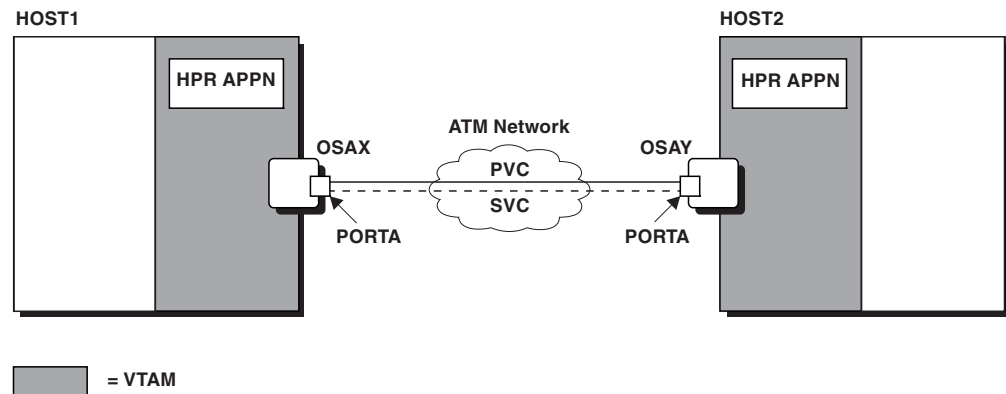 HOST1
HOST2
HPR APPN
HPR APPN
ATM Network
OSAX
OSAY
PVC
SVC
PORTA
PORTA
= VTAM